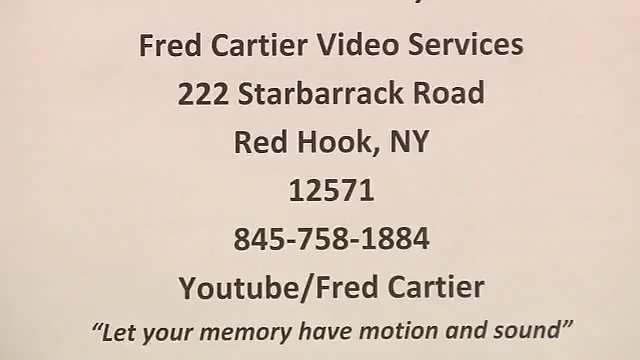 Fred Cartier Video Services
222 Starbarrack Road
Red Hook, NY
12571
845-758-1884
Youtube/Fred Cartier
“Let your memory have motion and sound”